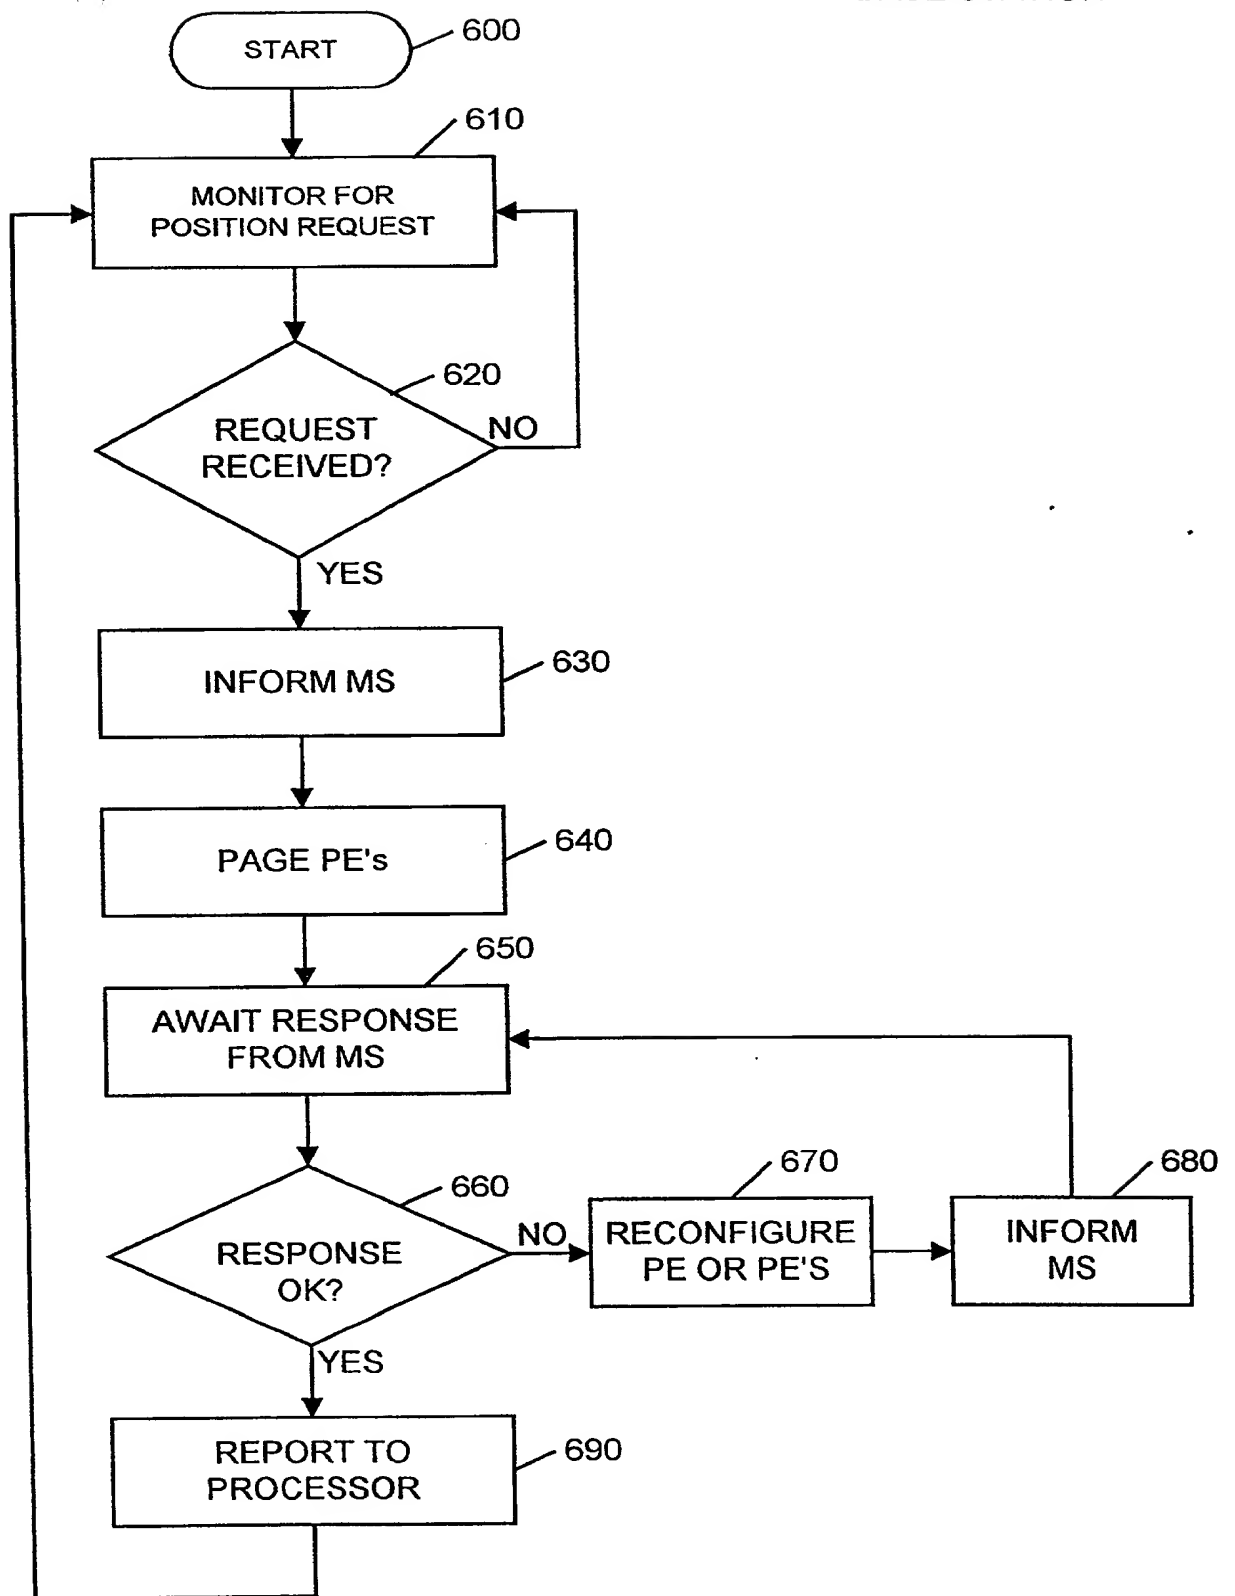 START
600
610
MONITOR FOR
POSITION REQUEST
620
REQUEST
RECEIVED?
NO
YES
INFORM MS
630
PAGE PE's
640
650
AWAIT RESPONSE
FROM MS
660
RESPONSE
OK?
NO
670
RECONFIGURE
PE OR PE'S
680
INFORM
MS
YES
REPORT TO
PROCESSOR
690